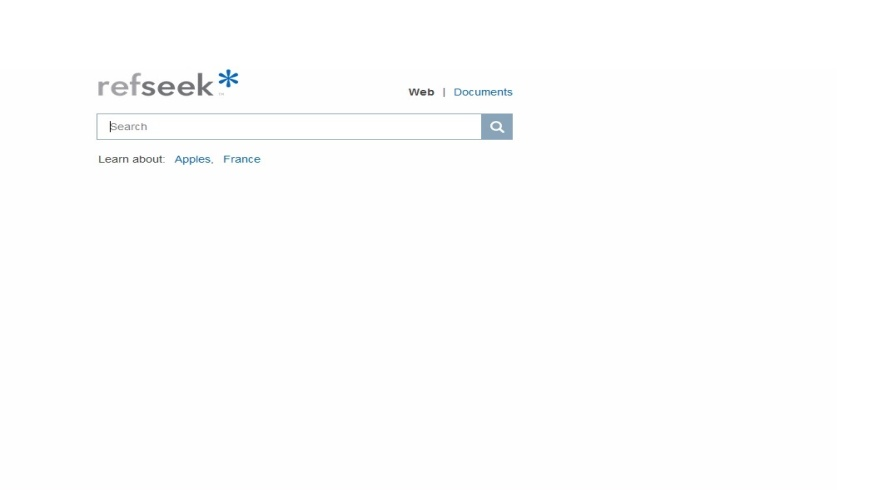 refseek*
Web | Documents
Search
Learn about: Apples, France